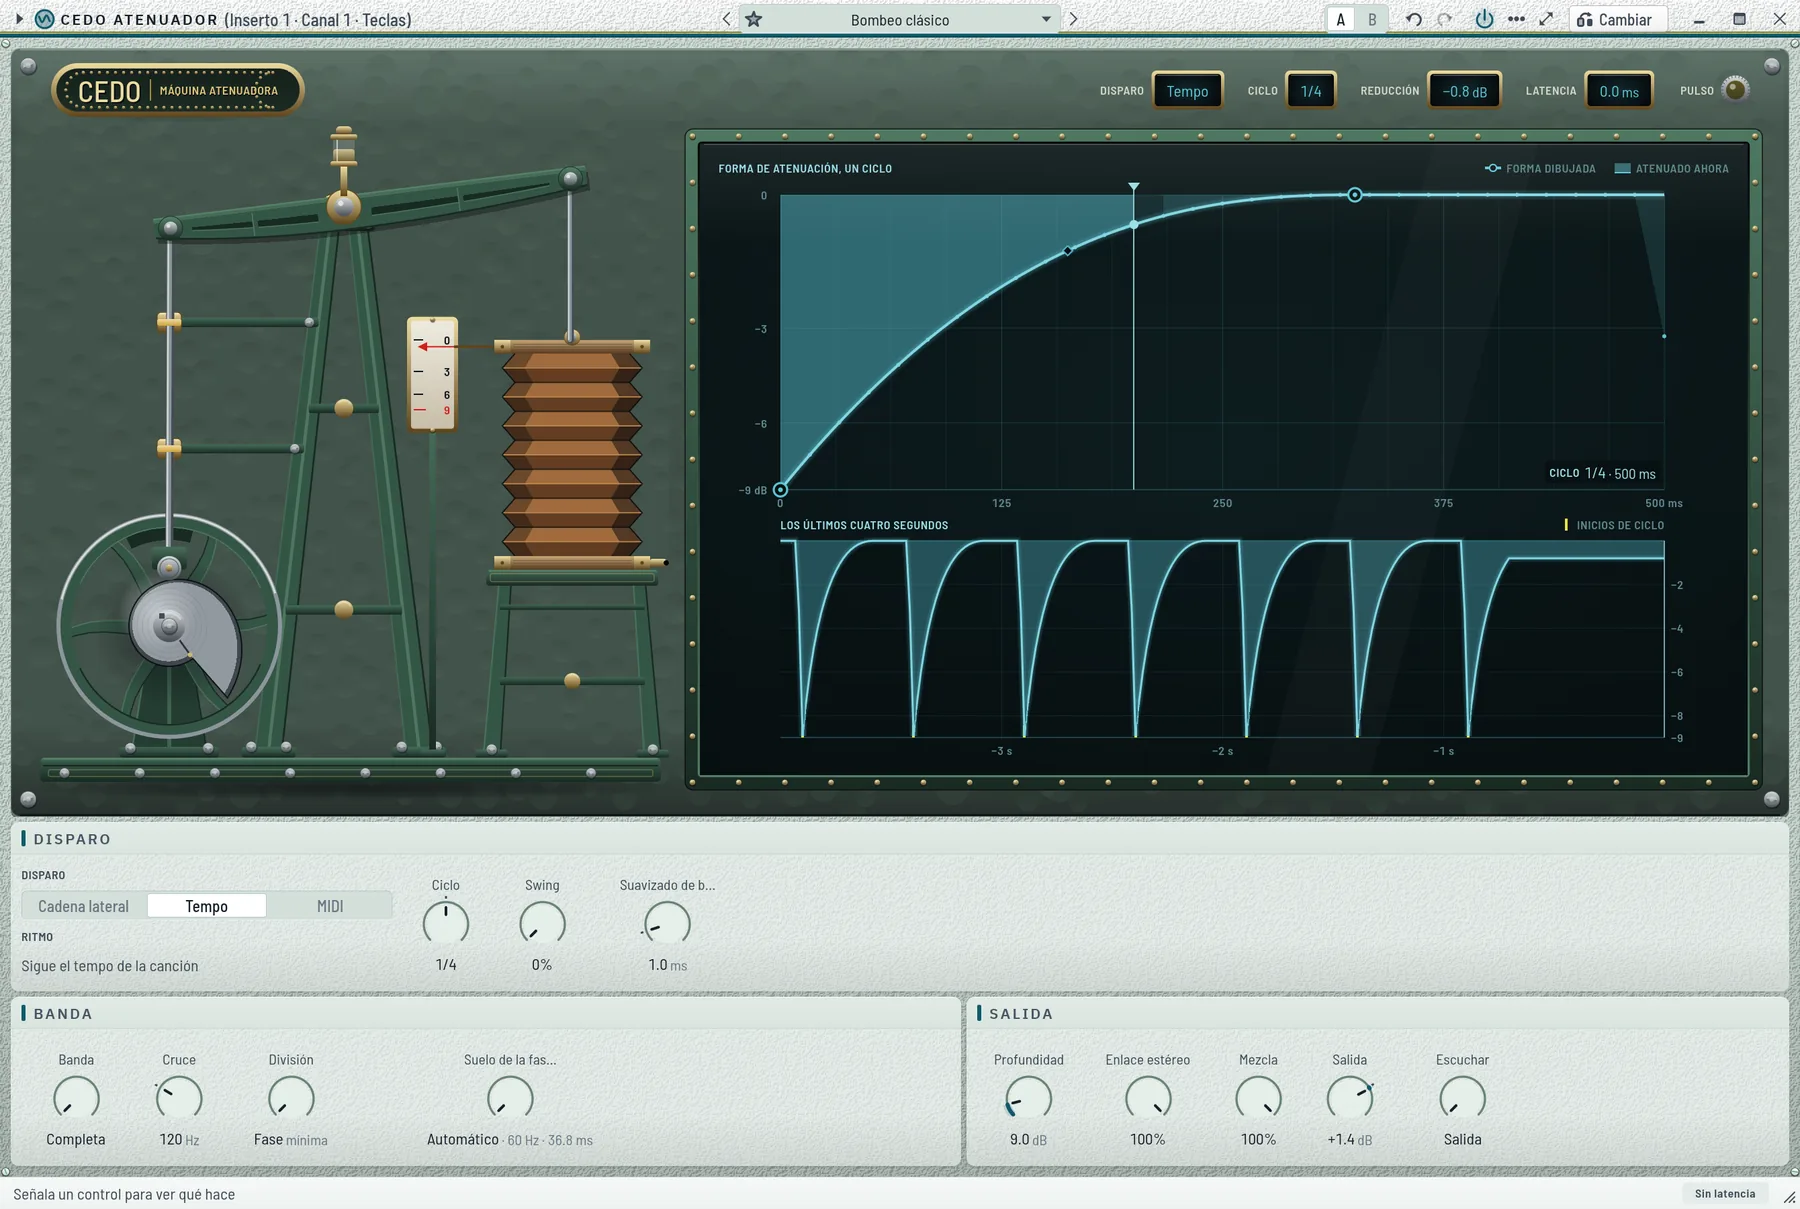 CEDO ATENUADOR (Inserto 1 · Canal 1 · Teclas)
Bombeo clásico
A B
Cambiar
CEDO MÁQUINA ATENUADORA
DISPARO Tempo CICLO 1/4 REDUCCIÓN −0.8 dB LATENCIA 0.0 ms PULSO
FORMA DE ATENUACIÓN, UN CICLO
FORMA DIBUJADA ATENUADO AHORA
0
−3
−6
−9 dB
CICLO 1/4 · 500 ms
0 125 250 375 500 ms
0
3
6
9
LOS ÚLTIMOS CUATRO SEGUNDOS
INICIOS DE CICLO
−2
−4
−6
−8
−9
−3 s −2 s −1 s
DISPARO
DISPARO
Cadena lateral Tempo MIDI
RITMO
Sigue el tempo de la canción
Ciclo Swing Suavizado de b...
1/4 0% 1.0 ms
BANDA
Banda Cruce División Suelo de la fas...
Completa 120 Hz Fase mínima Automático · 60 Hz · 36.8 ms
SALIDA
Profundidad Enlace estéreo Mezcla Salida Escuchar
9.0 dB 100% 100% +1.4 dB Salida
Señala un control para ver qué hace
Sin latencia